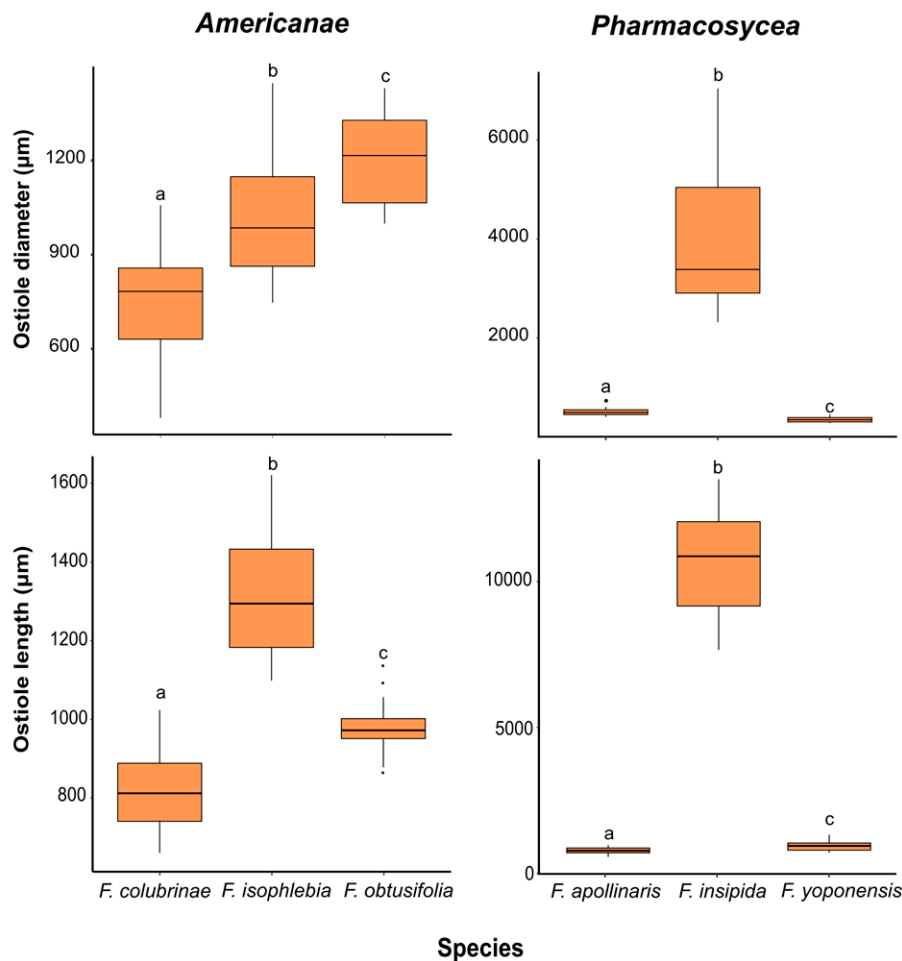 Americanae
Pharmacosycea
Ostiole diameter (µm)
1200
900
600
a
b
c
6000
4000
2000
a
b
c
Ostiole length (µm)
1600
1400
1200
1000
800
a
b
c
10000
5000
0
a
b
c
F. colubrinae F. isophlebia F. obtusifolia
F. apollinaris F. insipida F. yoponensis
Species